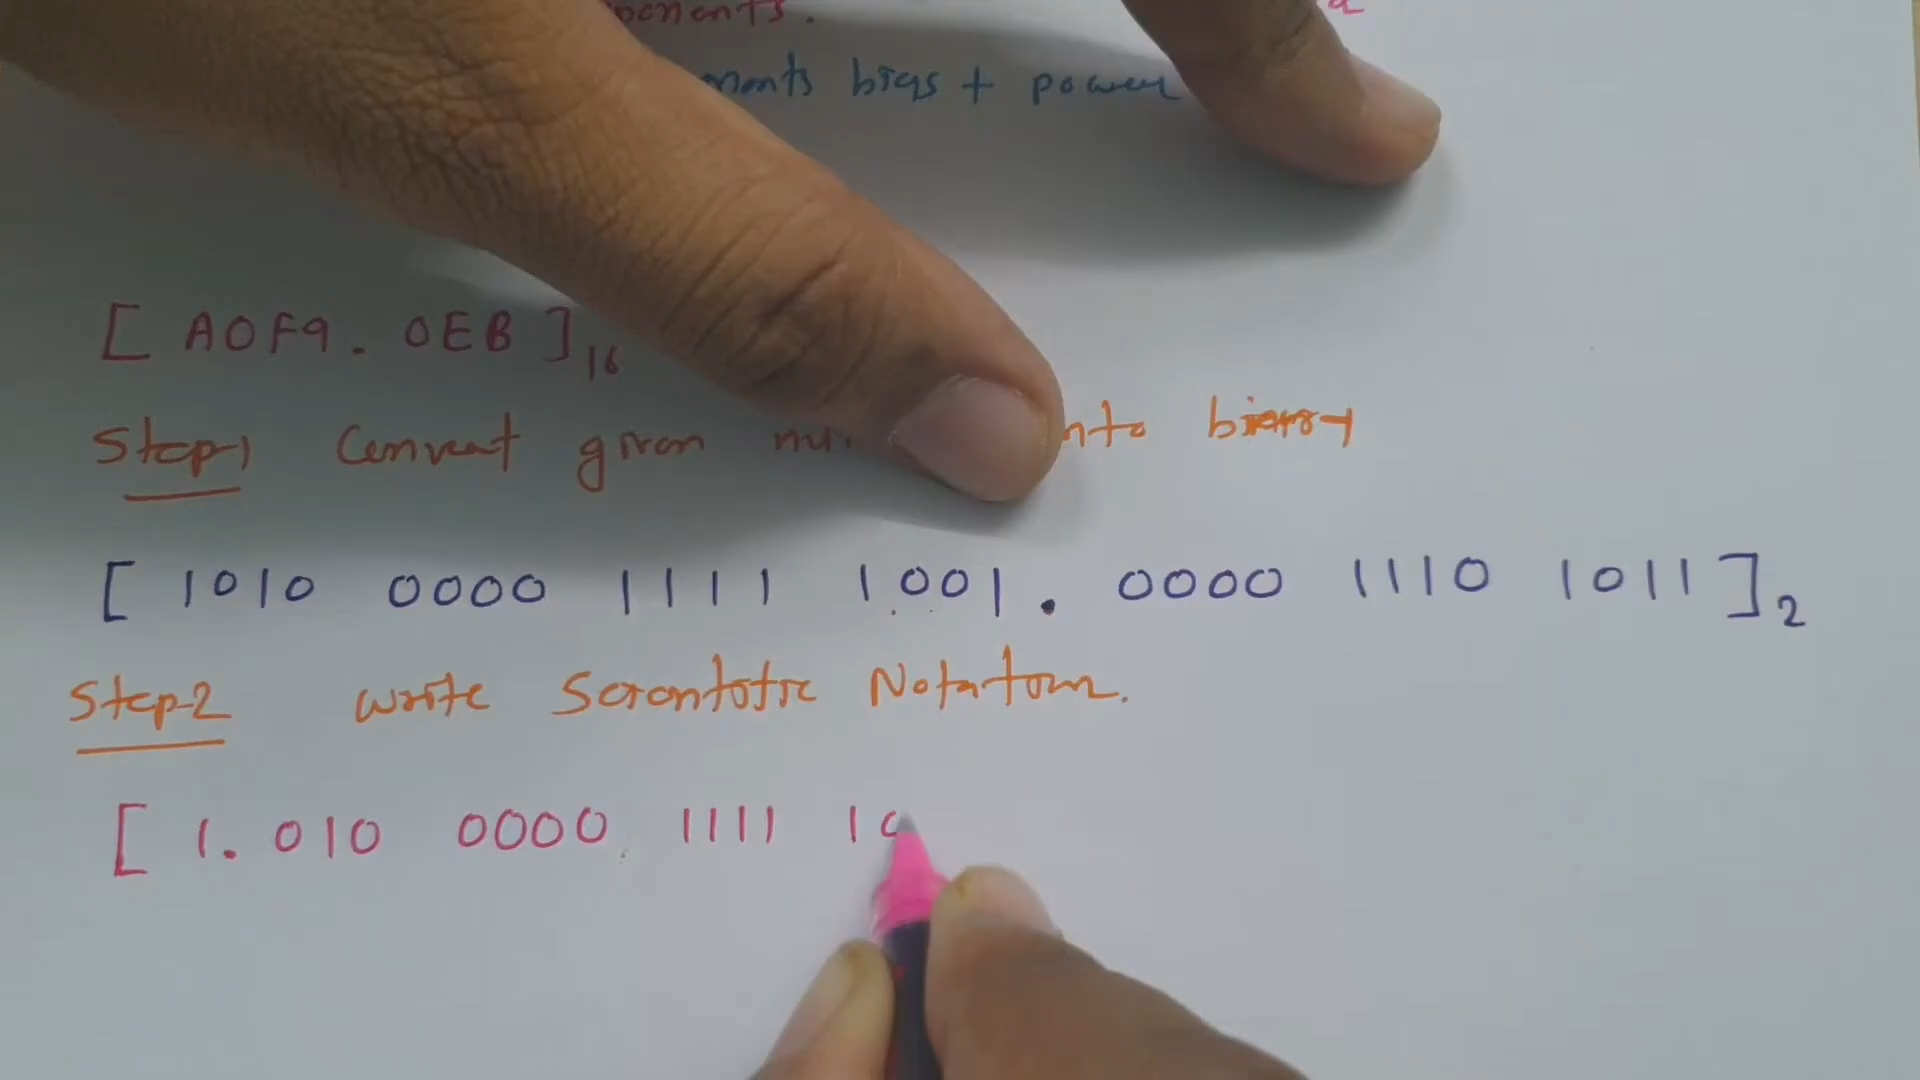 bias + power
[ A0F9. 0EB ]16
Step-1 Convert given into binary
[ 1010 0000 1111 1001. 0000 1110 1011 ]2
Step-2 write Scientific Notation.
[ 1. 010 0000 1111 10